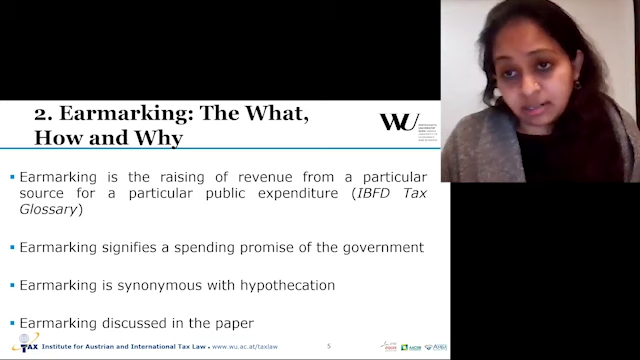 2. Earmarking: The What,
How and Why
WU
Earmarking is the raising of revenue from a particular
source for a particular public expenditure (IBFD Tax
Glossary)
Earmarking signifies a spending promise of the government
Earmarking is synonymous with hypothecation
Earmarking discussed in the paper
TAX Institute for Austrian and International Tax Law ▪ www.wu.ac.at/taxlaw 5